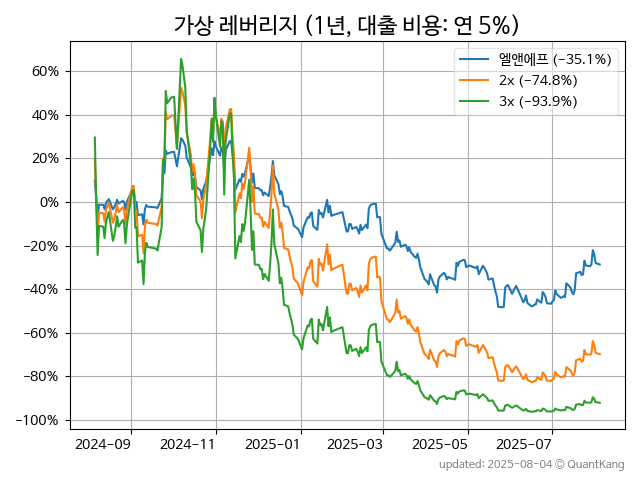 가상 레버리지 (1년, 대출 비용: 연 5%)
엘앤에프 (-35.1%)
2x (-74.8%)
3x (-93.9%)
60%
40%
20%
0%
-20%
-40%
-60%
-80%
-100%
2024-09 2024-11 2025-01 2025-03 2025-05 2025-07
updated: 2025-08-04 © QuantKang